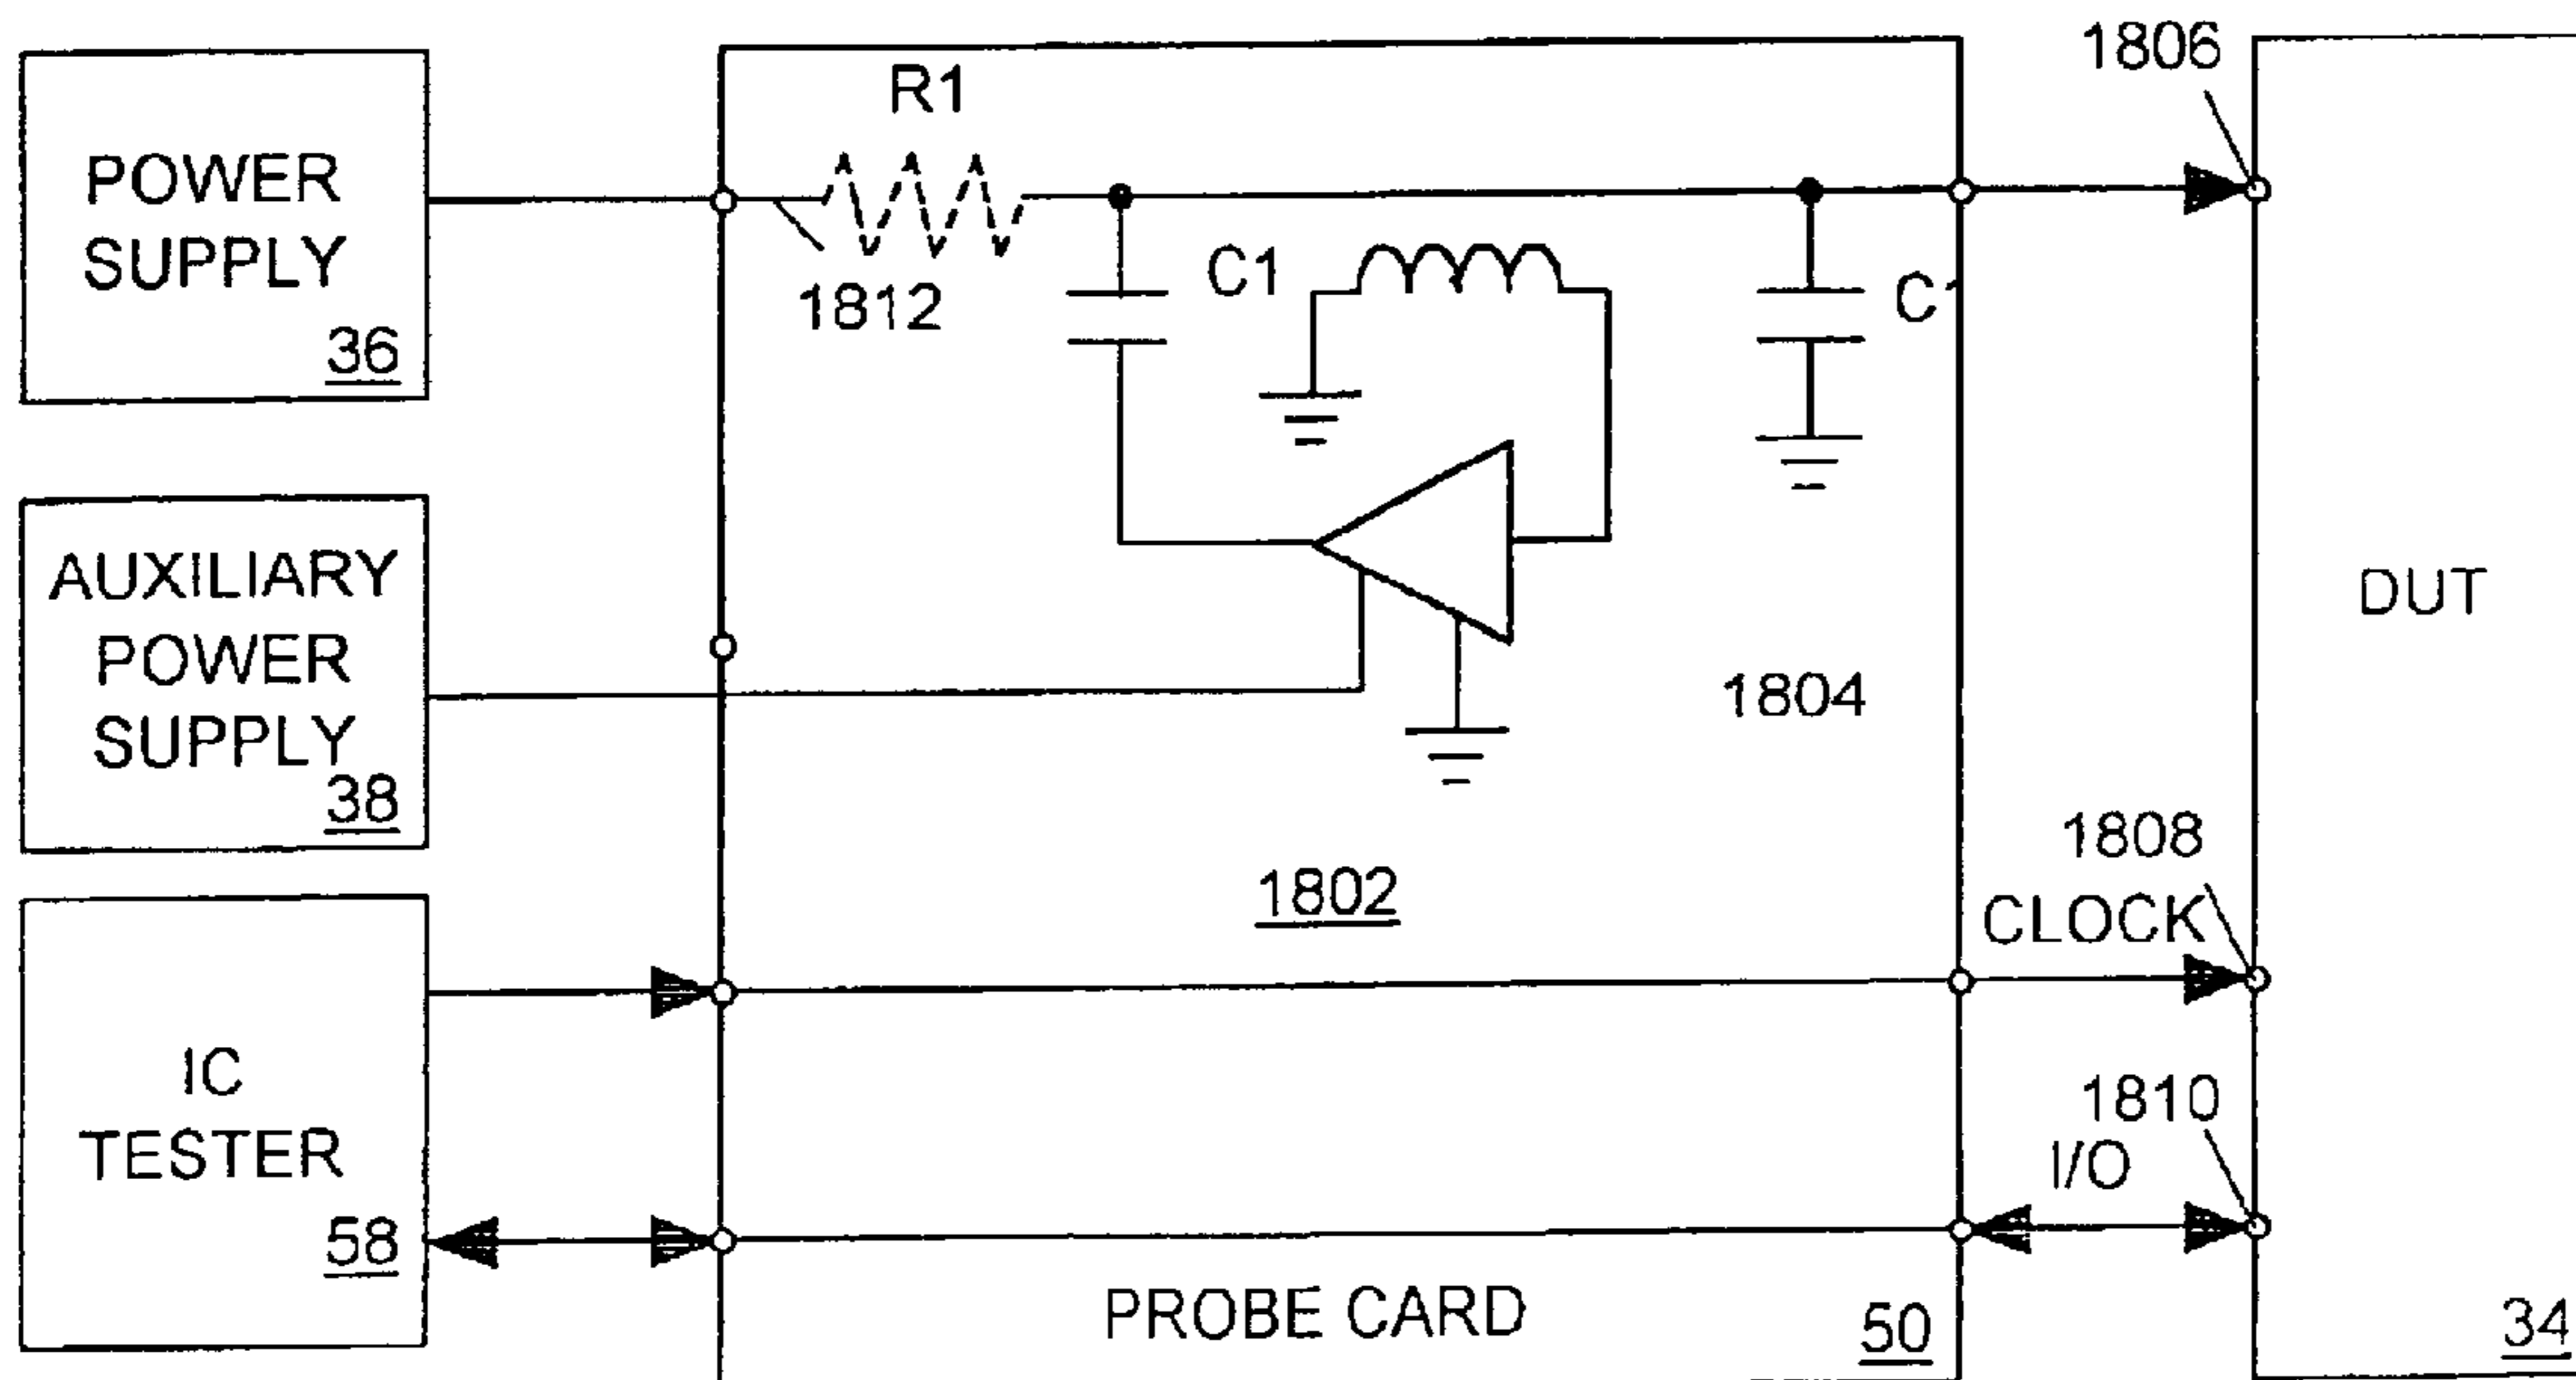 POWER
SUPPLY
36
AUXILIARY
POWER
SUPPLY
38
IC
TESTER
58
R1
1812
C1
1804
1802
PROBE CARD
50
1806
1808
CLOCK
1810
I/O
DUT
34